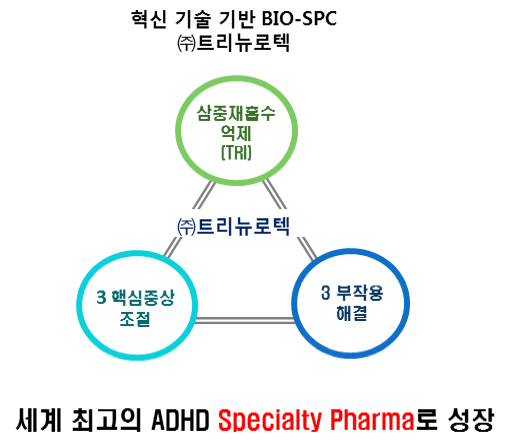 혁신 기술 기반 BIO-SPC
㈜트리뉴로텍
삼중재흡수
억제
(TRI)
㈜트리뉴로텍
3 핵심증상
조절
3 부작용
해결
세계 최고의 ADHD Specialty Pharma로 성장